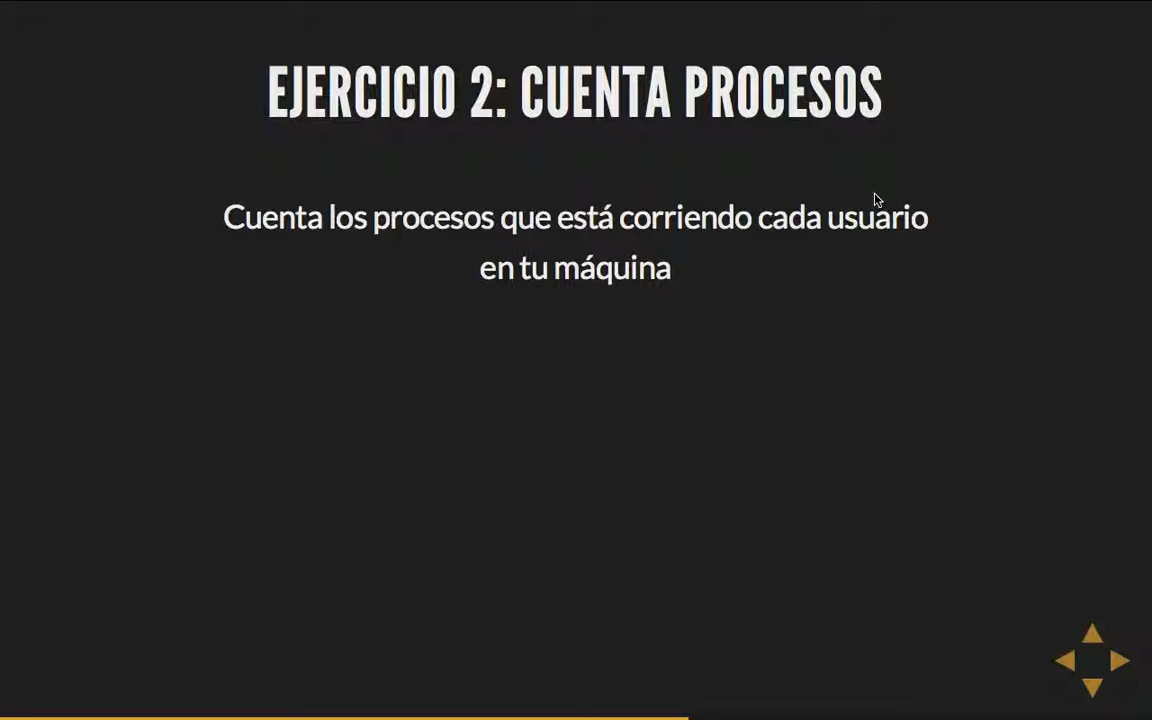 EJERCICIO 2: CUENTA PROCESOS
Cuenta los procesos que está corriendo cada usuario
en tu máquina